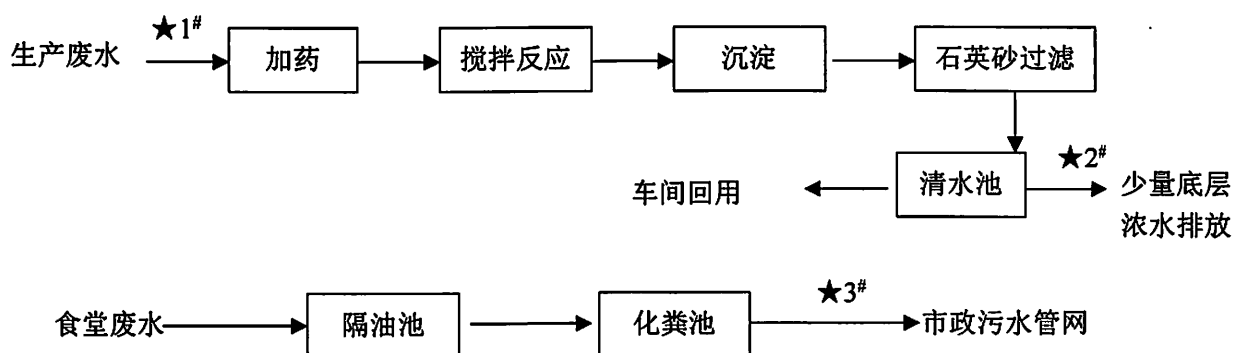 ★1#
生产废水
加药
搅拌反应
沉淀
石英砂过滤
车间回用
清水池
★2#
少量底层
浓水排放
食堂废水
隔油池
化粪池
★3#
市政污水管网